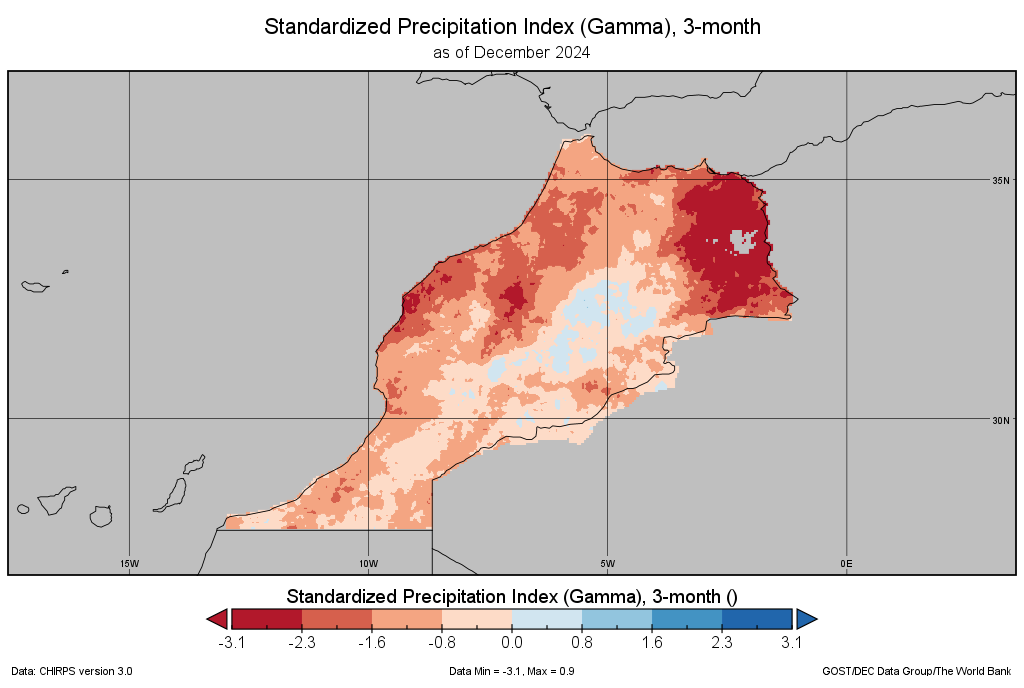 Standardized Precipitation Index (Gamma), 3-month
as of December 2024
35N
30N
15W 10W 5W 0E
Standardized Precipitation Index (Gamma), 3-month ()
-3.1 -2.3 -1.6 -0.8 0.0 0.8 1.6 2.3 3.1
Data: CHIRPS version 3.0 Data Min = -3.1, Max = 0.9 GOST/DEC Data Group/The World Bank